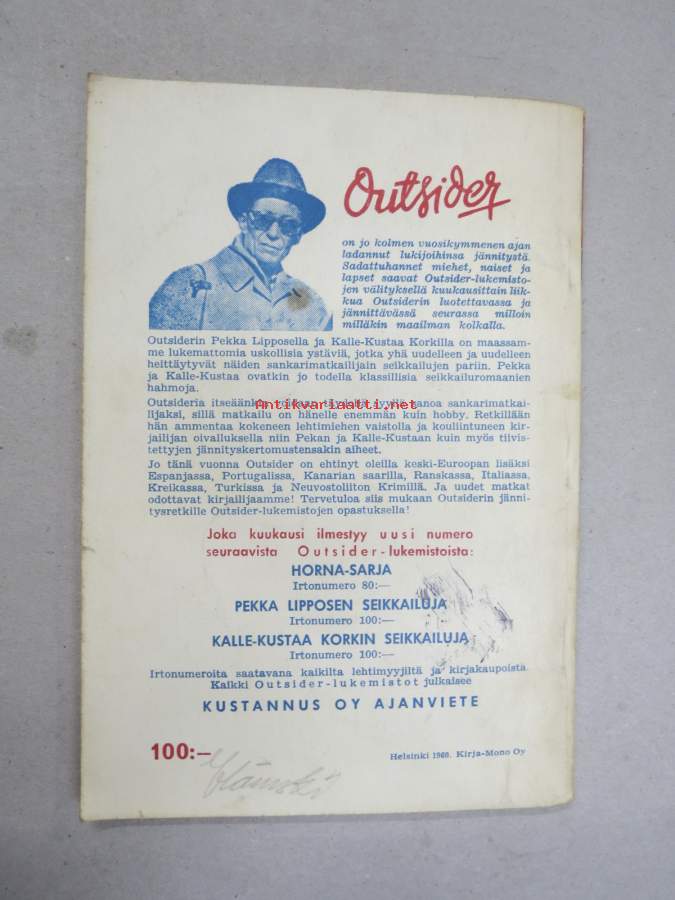 Outsider
on jo kolmen vuosikymmenen ajan
ladannut lukijoihinsa jännitystä.
Sadattuhannet miehet, naiset ja
lapset saavat Outsider-lukemisto-
jen välityksellä kuukausittain liik-
kua Outsiderin luotettavassa ja
jännittävässä seurassa milloin
milläkin maailman kolkalla.
Outsiderin Pekka Lipposella ja Kalle-Kustaa Korkilla on maassam-
me lukemattomia uskollisia ystäviä, jotka yhä uudelleen ja uudelleen
heittäytyvät näiden sankarimatkailijain seikkailujen pariin. Pekka
ja Kalle-Kustaa ovatkin jo todella klassillisia seikkailuromaanien
hahmoja.
Outsideria itseäänkin voidaan täydellä syyllä sanoa sankarimatkai-
Antikvariaatti.net
lijaksi, sillä matkailu on hänelle enemmän kuin hobby. Retkillään
hän ammentaa kokeneen lehtimiehen vaistolla ja kouliintuneen kir-
jailijan oivalluksella niin Pekan ja Kalle-Kustaan kuin myös tiivis-
tettyjen jännityskertomustensakin aiheet.
Jo tänä vuonna Outsider on ehtinyt oleilla keski-Euroopan lisäksi
Espanjassa, Portugalissa, Kanarian saarilla, Ranskassa, Italiassa,
Kreikassa, Turkissa ja Neuvostoliiton Krimillä. Ja uudet matkat
odottavat kirjailijaamme! Tervetuloa siis mukaan Outsiderin jänni-
tysretkille Outsider-lukemistojen opastuksella!
Joka kuukausi ilmestyy uusi numero
seuraavista Outsider-lukemistoista:
HORNA-SARJA
Irtonumero 80:—
PEKKA LIPPOSEN SEIKKAILUJA
Irtonumero 100:—
KALLE-KUSTAA KORKIN SEIKKAILUJA
Irtonumero 100:—
Irtonumeroita saatavana kaikilta lehtimyyjiltä ja kirjakaupoista
Kaikki Outsider-lukemistot julkaisee
KUSTANNUS OY AJANVIETE
100:—
Helsinki 1960. Kirja-Mono Oy